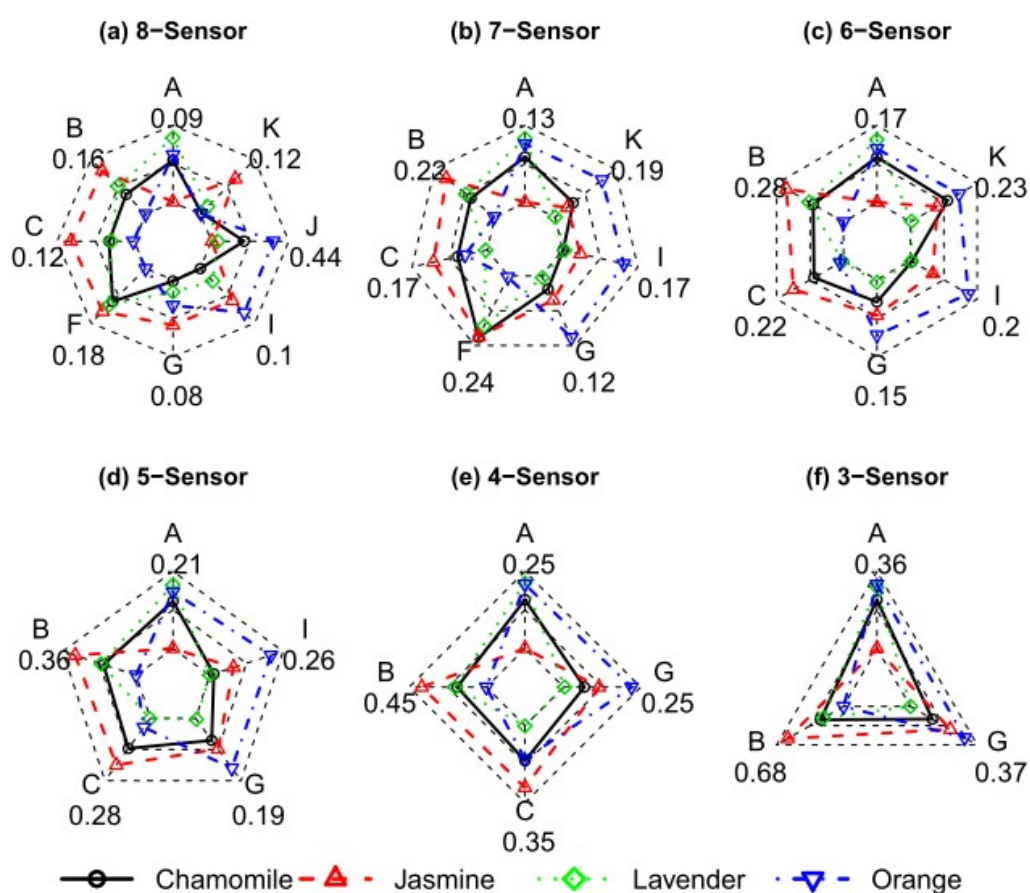 (a) 8−Sensor
(b) 7−Sensor
(c) 6−Sensor
A
0.09
B
0.16
K
0.12
C
0.12
J
0.44
F
0.18
I
0.1
G
0.08
A
0.13
B
0.22
K
0.19
C
0.17
I
0.17
F
0.24
G
0.12
A
0.17
B
0.28
K
0.23
C
0.22
I
0.2
G
0.15
(d) 5−Sensor
(e) 4−Sensor
(f) 3−Sensor
A
0.21
B
0.36
I
0.26
C
0.28
G
0.19
A
0.25
B
0.45
G
0.25
C
0.35
A
0.36
B
0.68
G
0.37
Chamomile Jasmine Lavender Orange